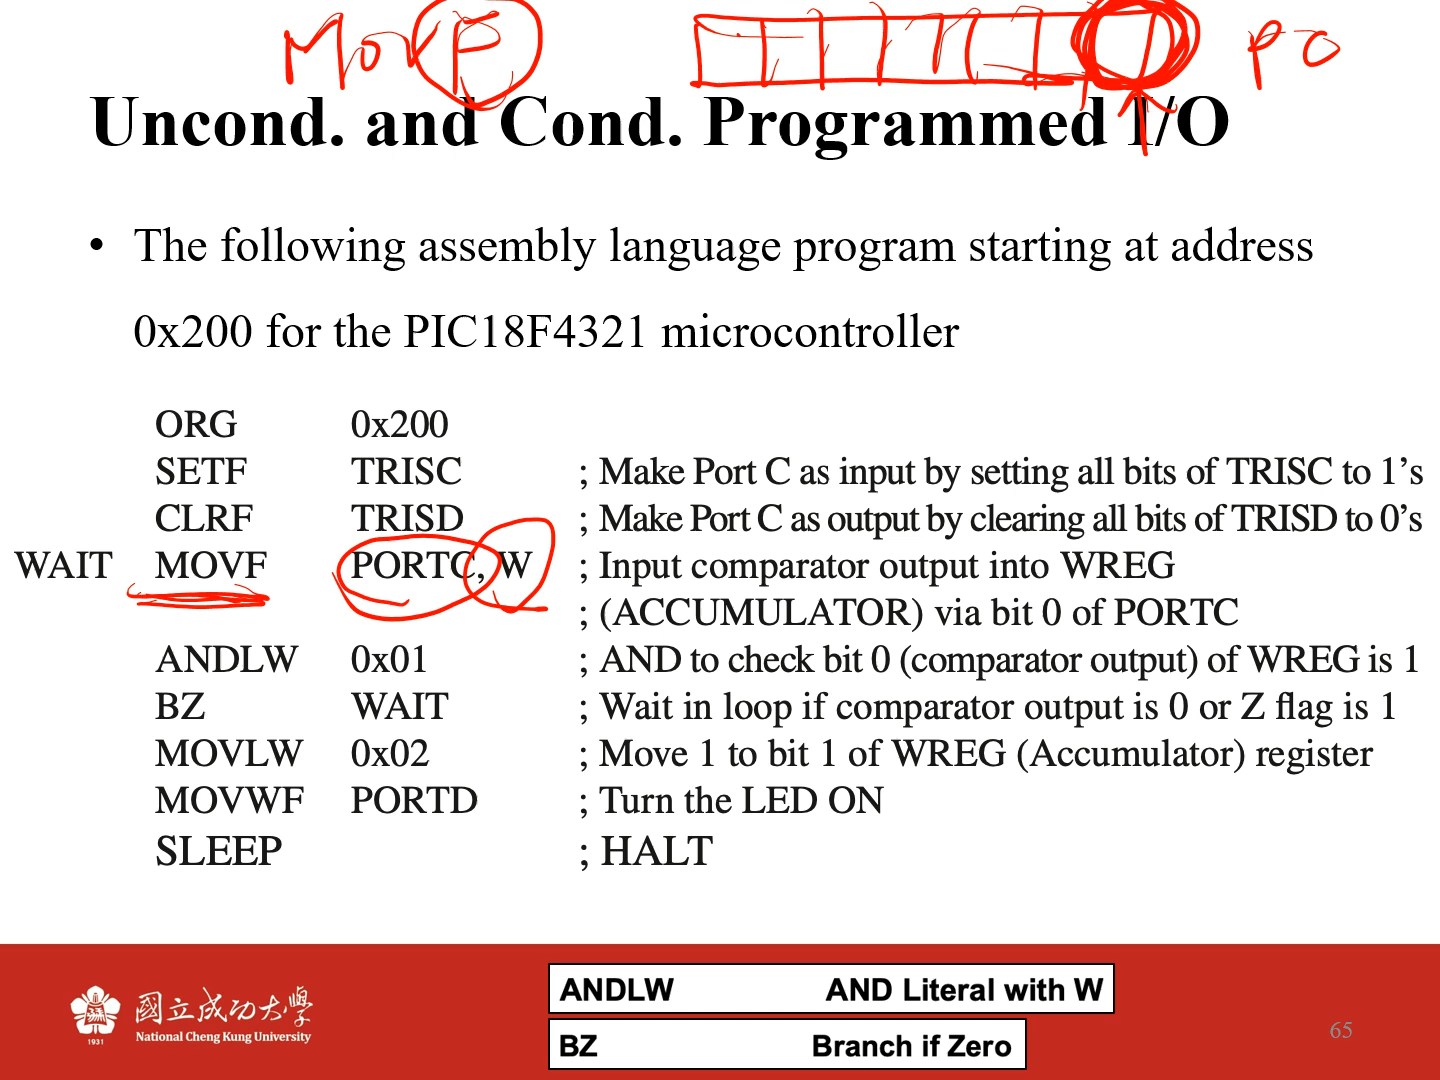 MOVF PO
Uncond. and Cond. Programmed I/O
• The following assembly language program starting at address
0x200 for the PIC18F4321 microcontroller
ORG 0x200
SETF TRISC ; Make Port C as input by setting all bits of TRISC to 1’s
CLRF TRISD ; Make Port C as output by clearing all bits of TRISD to 0’s
WAIT MOVF PORTC, W ; Input comparator output into WREG
; (ACCUMULATOR) via bit 0 of PORTC
ANDLW 0x01 ; AND to check bit 0 (comparator output) of WREG is 1
BZ WAIT ; Wait in loop if comparator output is 0 or Z flag is 1
MOVLW 0x02 ; Move 1 to bit 1 of WREG (Accumulator) register
MOVWF PORTD ; Turn the LED ON
SLEEP ; HALT
ANDLW AND Literal with W
BZ Branch if Zero
國立成功大學
National Cheng Kung University
1931
65